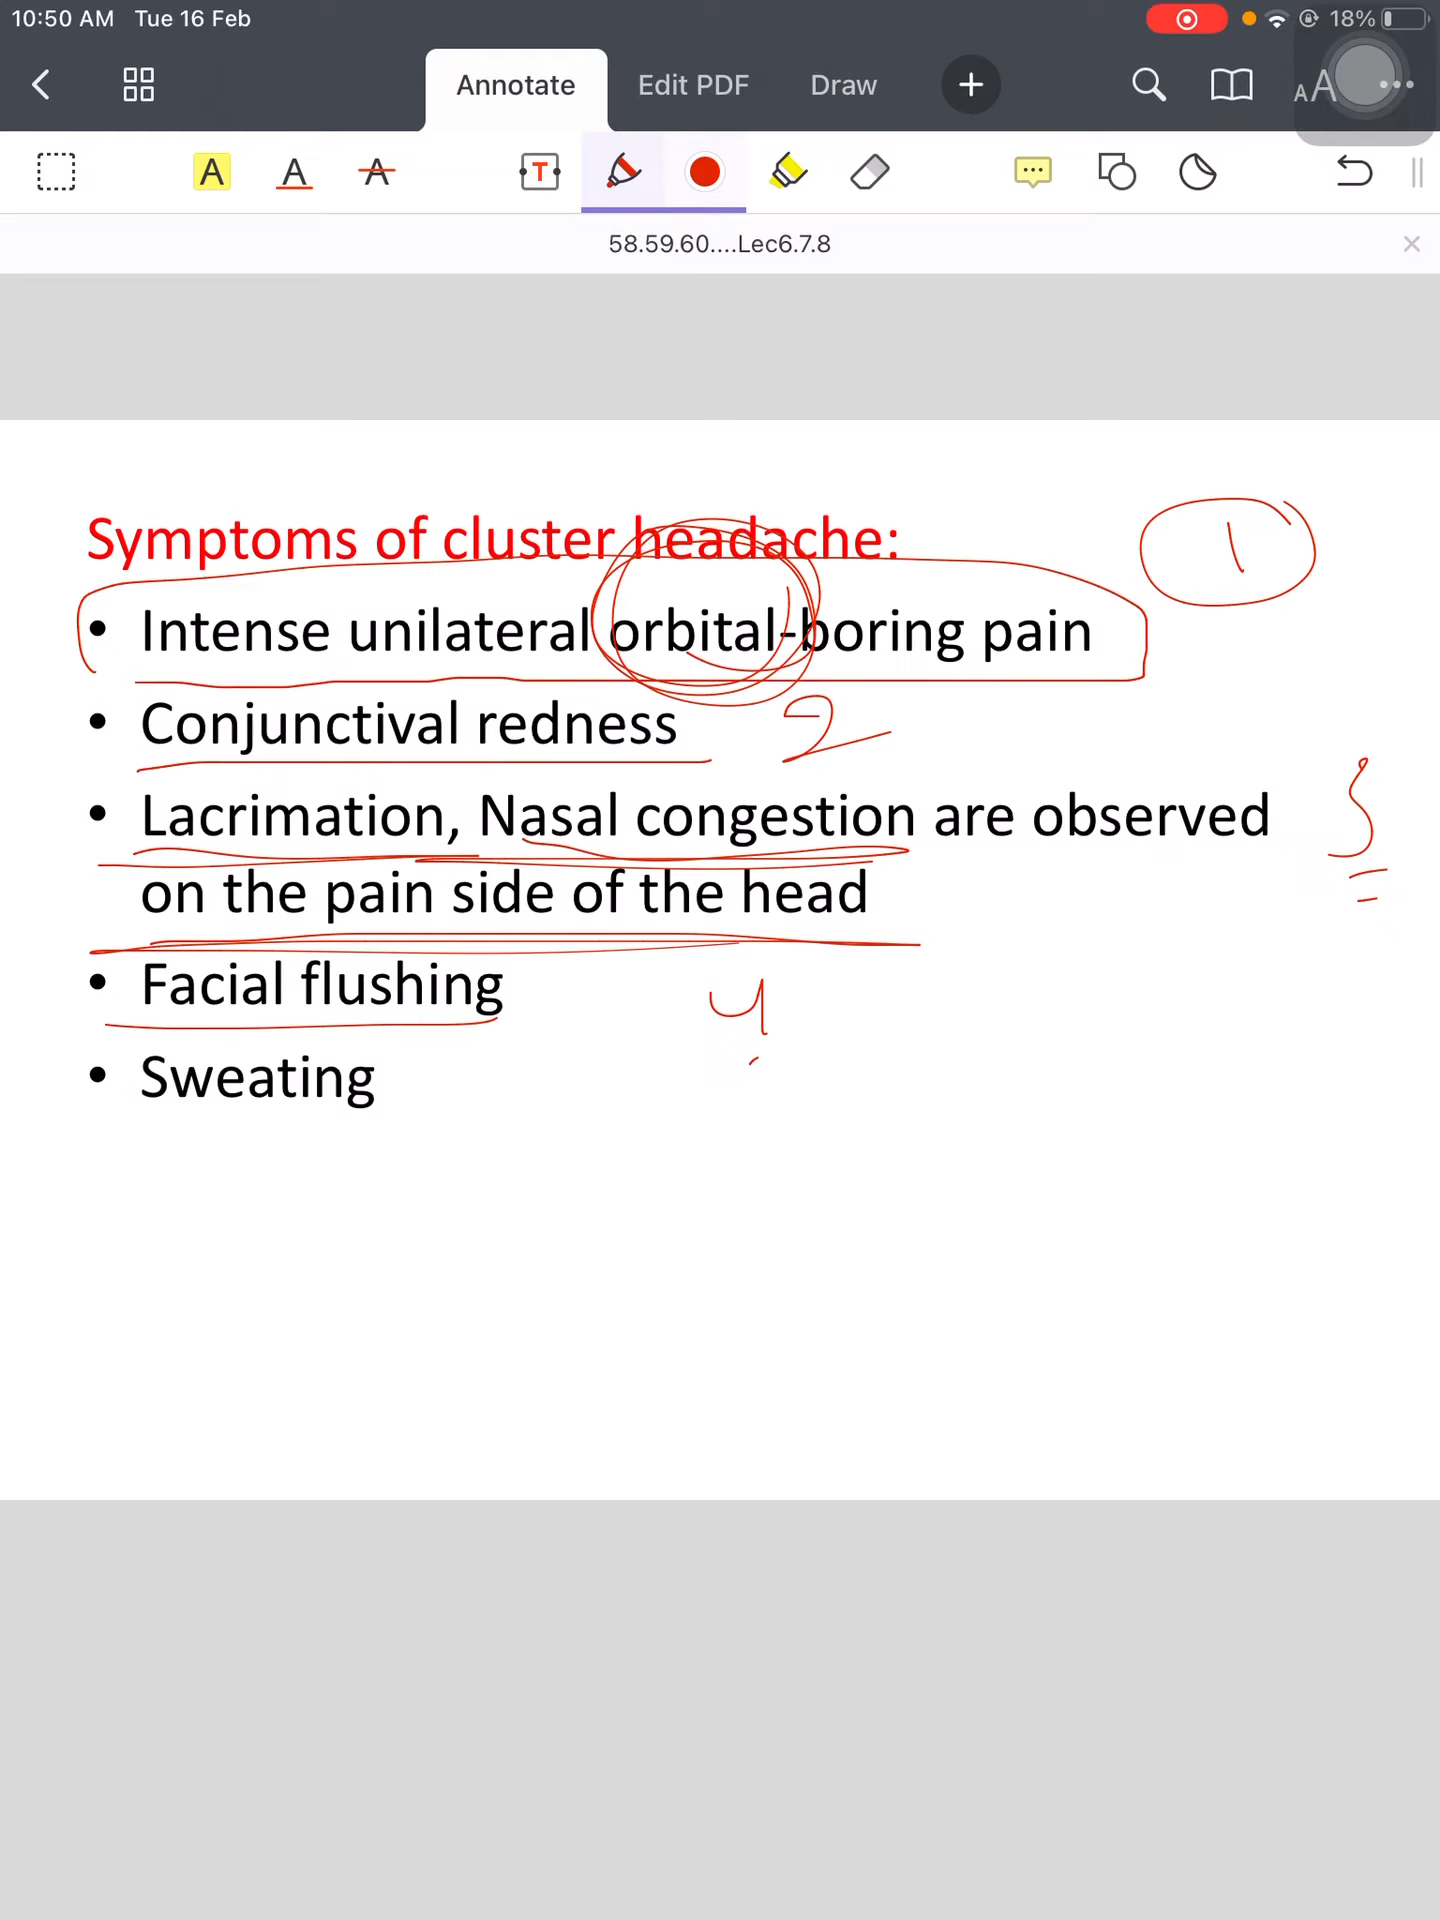 10:50 AM Tue 16 Feb 18%
Annotate Edit PDF Draw + AA
A A A T
58.59.60....Lec6.7.8
Symptoms of cluster headache:
1
• Intense unilateral orbital-boring pain
• Conjunctival redness 2
• Lacrimation, Nasal congestion are observed
on the pain side of the head
• Facial flushing 4
• Sweating